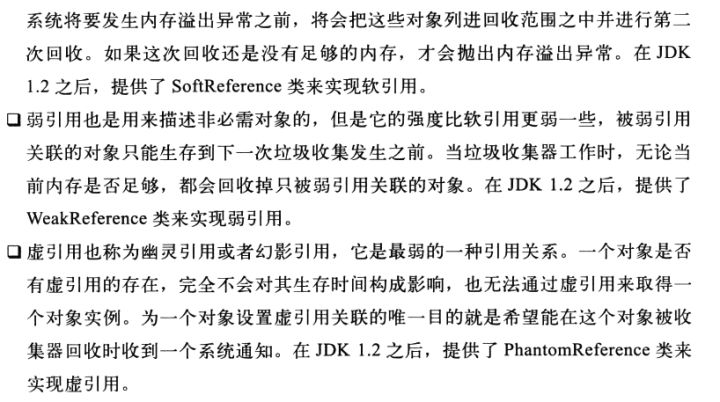 系统将要发生内存溢出异常之前，将会把这些对象列进回收范围之中并进行第二
次回收。如果这次回收还是没有足够的内存，才会抛出内存溢出异常。在 JDK
1.2 之后，提供了 SoftReference 类来实现软引用。
❑ 弱引用也是用来描述非必需对象的，但是它的强度比软引用更弱一些，被弱引用
关联的对象只能生存到下一次垃圾收集发生之前。当垃圾收集器工作时，无论当
前内存是否足够，都会回收掉只被弱引用关联的对象。在 JDK 1.2 之后，提供了
WeakReference 类来实现弱引用。
❑ 虚引用也称为幽灵引用或者幻影引用，它是最弱的一种引用关系。一个对象是否
有虚引用的存在，完全不会对其生存时间构成影响，也无法通过虚引用来取得一
个对象实例。为一个对象设置虚引用关联的唯一目的就是希望能在这个对象被收
集器回收时收到一个系统通知。在 JDK 1.2 之后，提供了 PhantomReference 类来
实现虚引用。